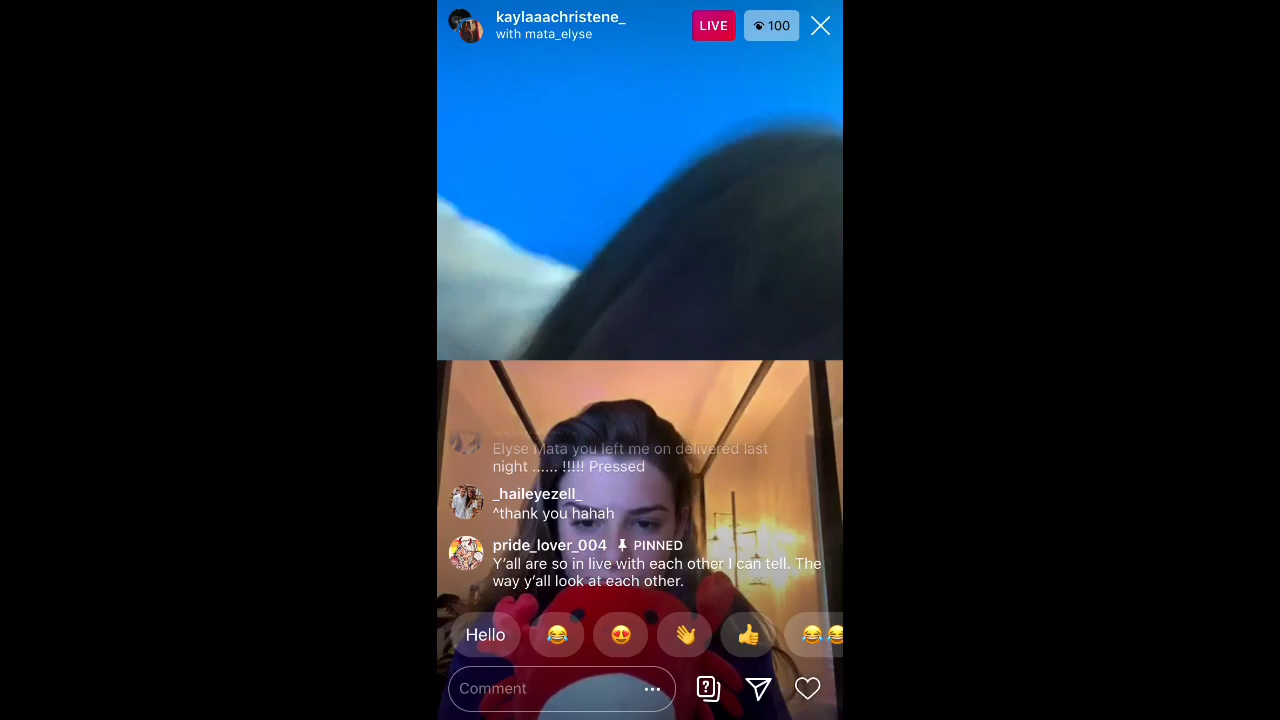 kaylaaachristene_
with mata_elyse
LIVE
100
Elyse Mata you left me on delivered last
night ...... !!!!! Pressed
_haileyezell_
^thank you hahah
pride_lover_004 PINNED
Y'all are so in live with each other I can tell. The
way y'all look at each other.
Hello
Comment